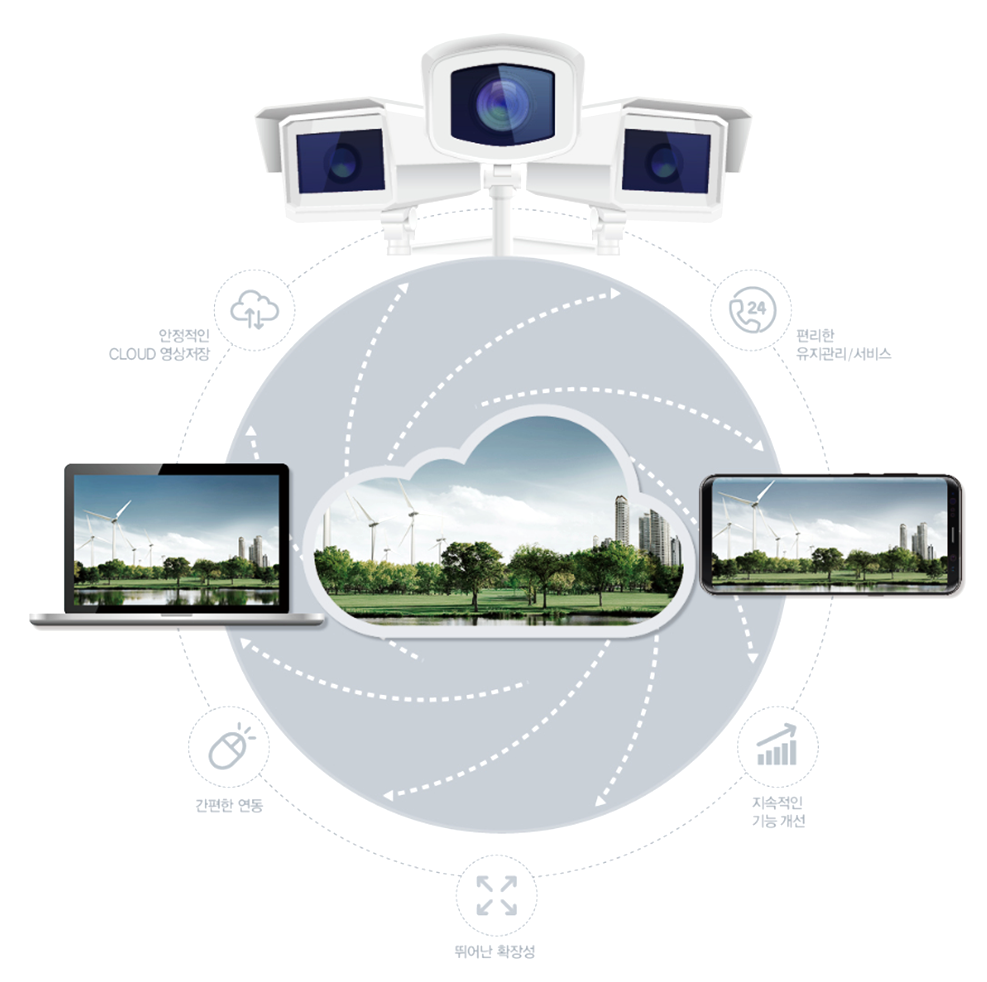 안정적인
CLOUD 영상저장
24
편리한
유지관리/서비스
간편한 연동
지속적인
기능 개선
뛰어난 확장성